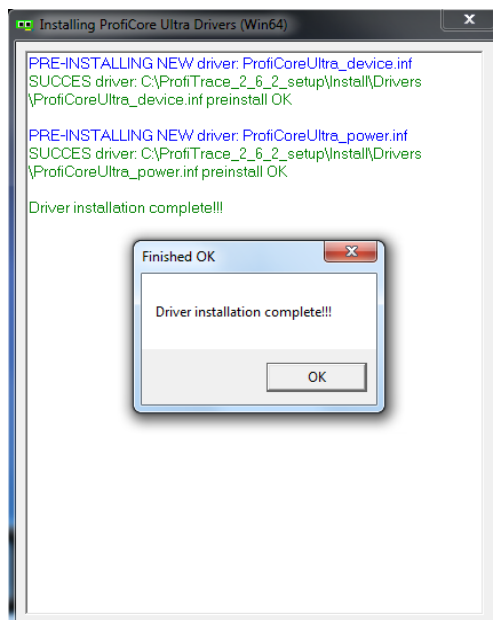 Installing ProfiCore Ultra Drivers (Win64)
PRE-INSTALLING NEW driver: ProfiCoreUltra_device.inf
SUCCES driver: C:\ProfiTrace_2_6_2_setup\Install\Drivers
\ProfiCoreUltra_device.inf preinstall OK
PRE-INSTALLING NEW driver: ProfiCoreUltra_power.inf
SUCCES driver: C:\ProfiTrace_2_6_2_setup\Install\Drivers
\ProfiCoreUltra_power.inf preinstall OK
Driver installation complete!!!
Finished OK
Driver installation complete!!!
OK